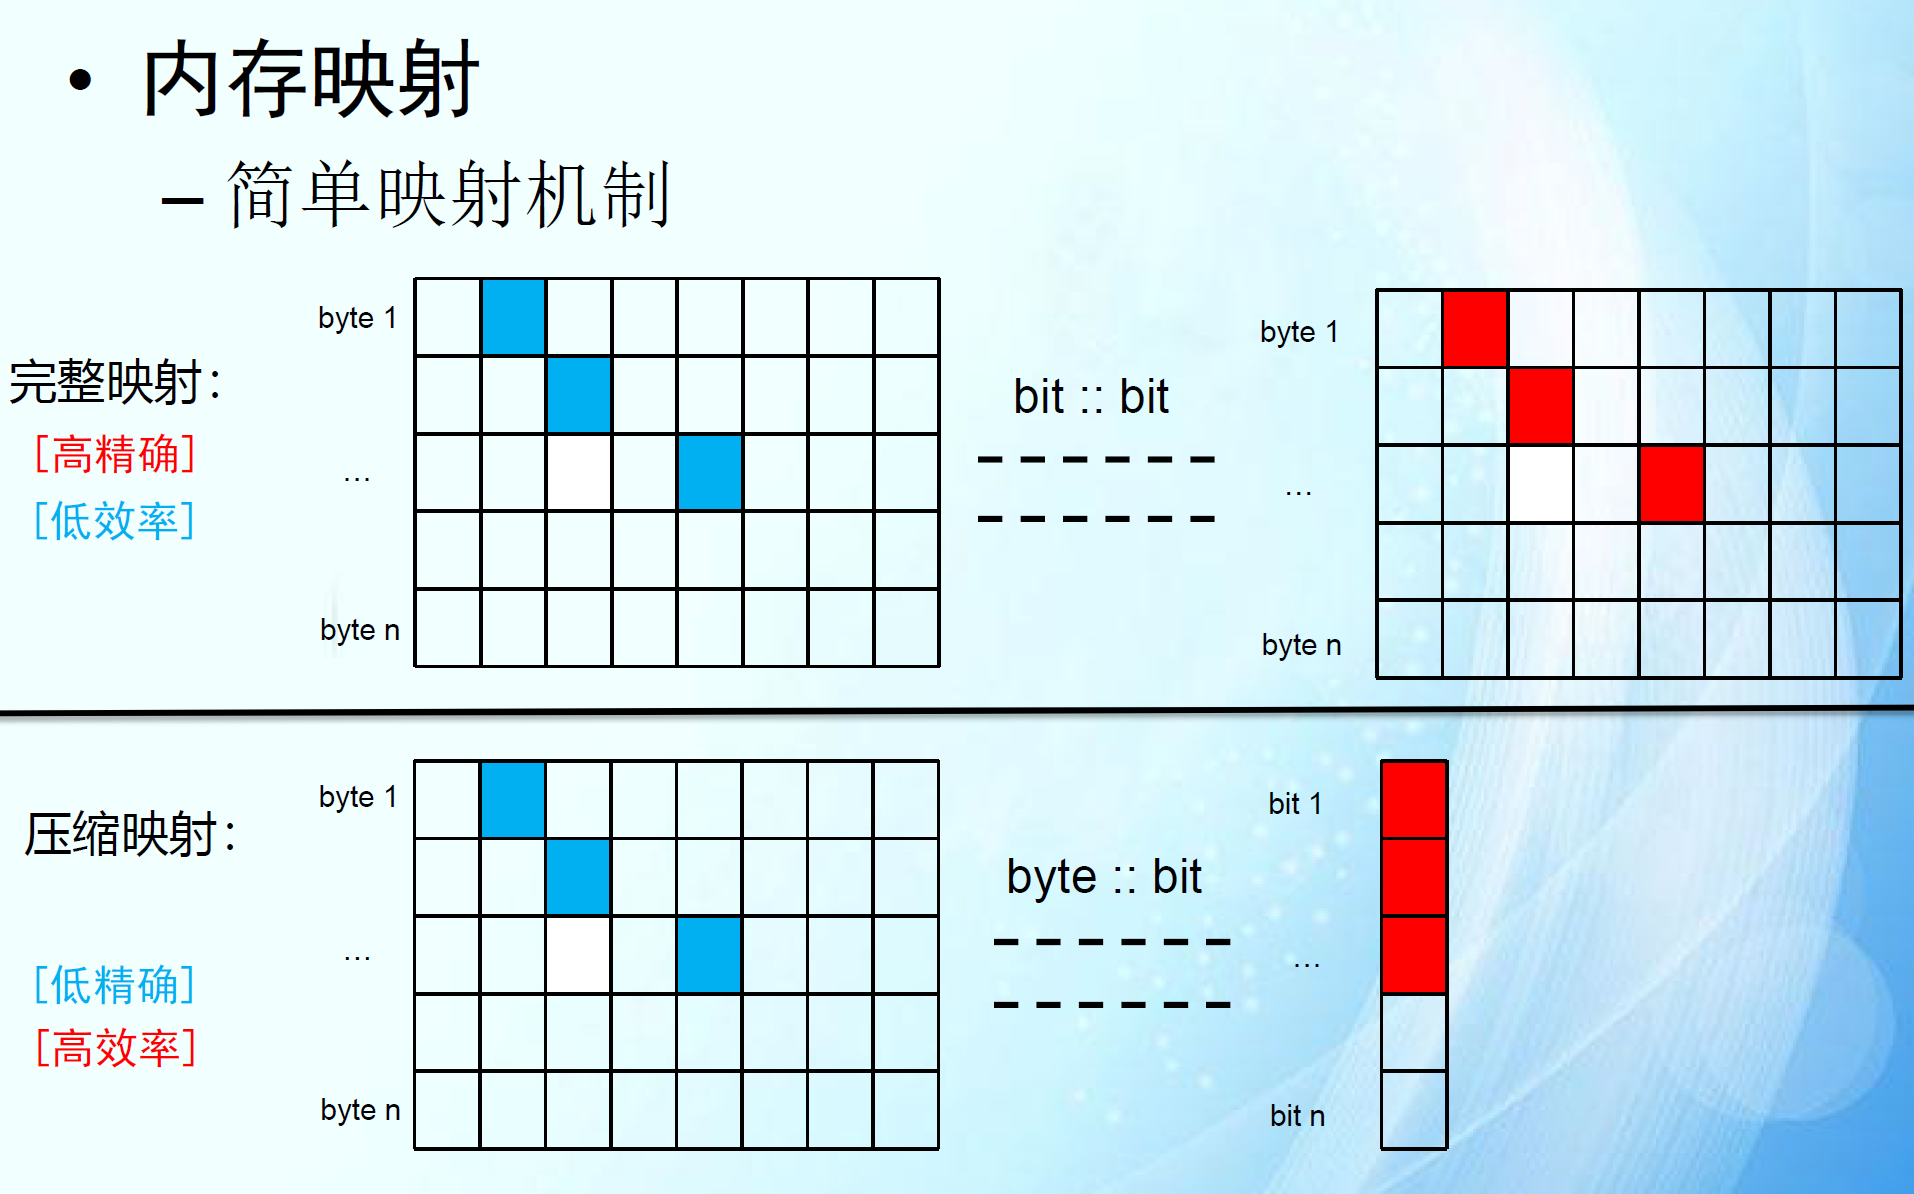 • 内存映射
– 简单映射机制
完整映射：
[高精确]
[低效率]
byte 1
...
byte n
bit :: bit
byte 1
...
byte n
压缩映射：
[低精确]
[高效率]
byte 1
...
byte n
byte :: bit
bit 1
...
bit n